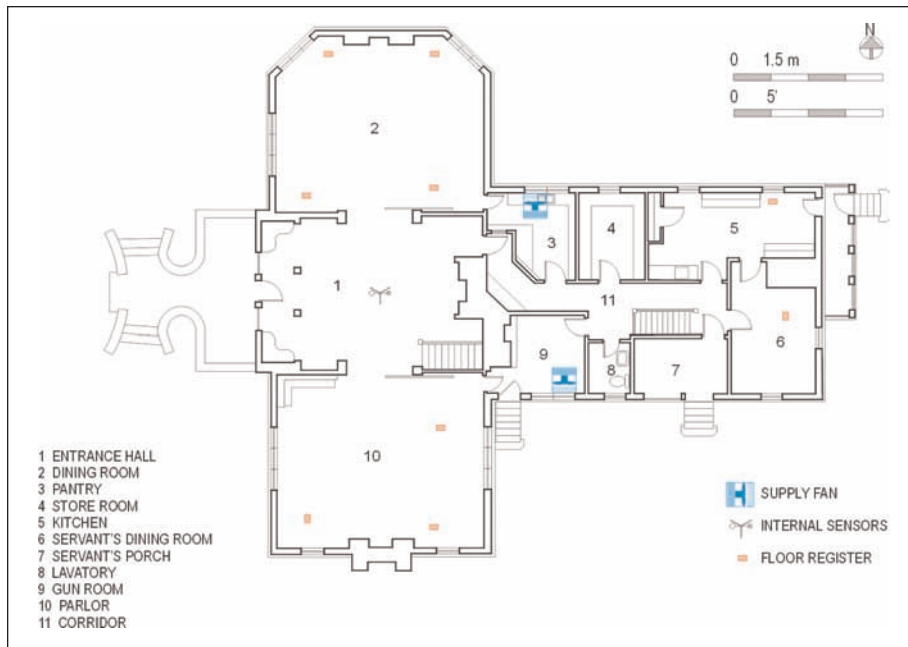 N
0 1.5 m
0 5'
2
3
4
5
1
11
6
9
8
7
10
1 ENTRANCE HALL
2 DINING ROOM
3 PANTRY
4 STORE ROOM
5 KITCHEN
6 SERVANT'S DINING ROOM
7 SERVANT'S PORCH
8 LAVATORY
9 GUN ROOM
10 PARLOR
11 CORRIDOR
SUPPLY FAN
INTERNAL SENSORS
FLOOR REGISTER